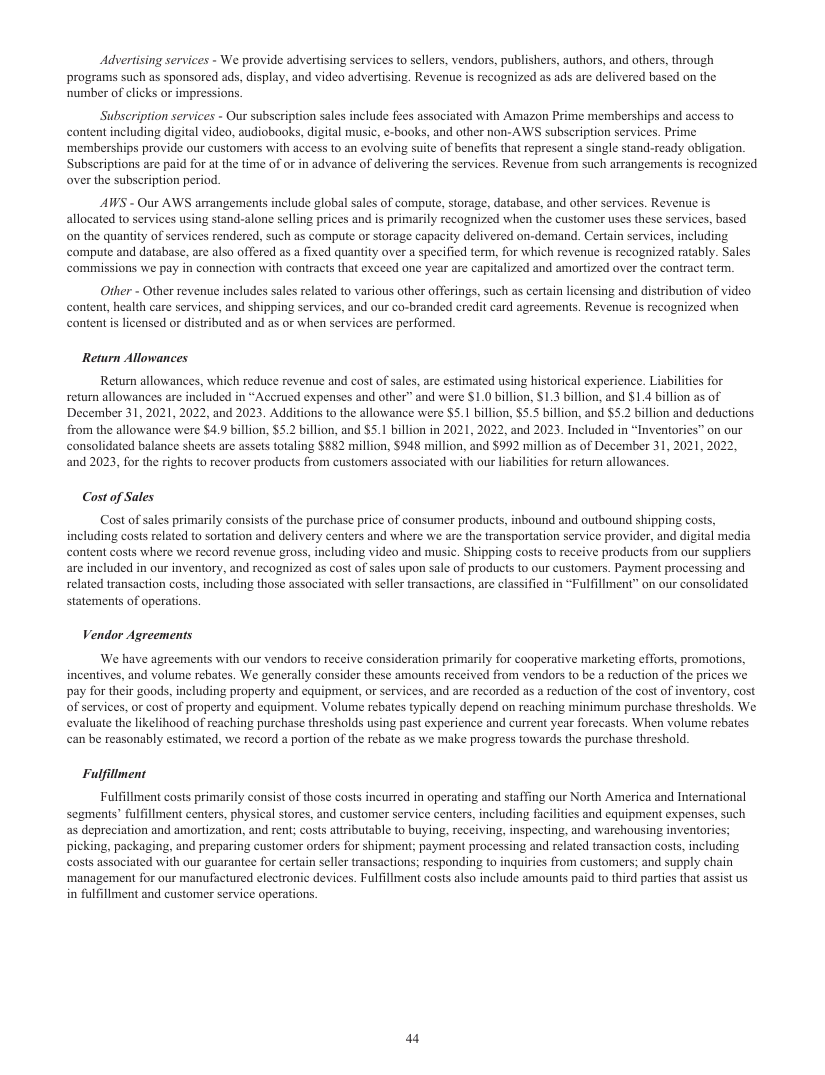 Advertising services - We provide advertising services to sellers, vendors, publishers, authors, and others, through
programs such as sponsored ads, display, and video advertising. Revenue is recognized as ads are delivered based on the
number of clicks or impressions.
Subscription services - Our subscription sales include fees associated with Amazon Prime memberships and access to
content including digital video, audiobooks, digital music, e-books, and other non-AWS subscription services. Prime
memberships provide our customers with access to an evolving suite of benefits that represent a single stand-ready obligation.
Subscriptions are paid for at the time of or in advance of delivering the services. Revenue from such arrangements is recognized
over the subscription period.
AWS - Our AWS arrangements include global sales of compute, storage, database, and other services. Revenue is
allocated to services using stand-alone selling prices and is primarily recognized when the customer uses these services, based
on the quantity of services rendered, such as compute or storage capacity delivered on-demand. Certain services, including
compute and database, are also offered as a fixed quantity over a specified term, for which revenue is recognized ratably. Sales
commissions we pay in connection with contracts that exceed one year are capitalized and amortized over the contract term.
Other - Other revenue includes sales related to various other offerings, such as certain licensing and distribution of video
content, health care services, and shipping services, and our co-branded credit card agreements. Revenue is recognized when
content is licensed or distributed and as or when services are performed.
Return Allowances
Return allowances, which reduce revenue and cost of sales, are estimated using historical experience. Liabilities for
return allowances are included in “Accrued expenses and other” and were $1.0 billion, $1.3 billion, and $1.4 billion as of
December 31, 2021, 2022, and 2023. Additions to the allowance were $5.1 billion, $5.5 billion, and $5.2 billion and deductions
from the allowance were $4.9 billion, $5.2 billion, and $5.1 billion in 2021, 2022, and 2023. Included in “Inventories” on our
consolidated balance sheets are assets totaling $882 million, $948 million, and $992 million as of December 31, 2021, 2022,
and 2023, for the rights to recover products from customers associated with our liabilities for return allowances.
Cost of Sales
Cost of sales primarily consists of the purchase price of consumer products, inbound and outbound shipping costs,
including costs related to sortation and delivery centers and where we are the transportation service provider, and digital media
content costs where we record revenue gross, including video and music. Shipping costs to receive products from our suppliers
are included in our inventory, and recognized as cost of sales upon sale of products to our customers. Payment processing and
related transaction costs, including those associated with seller transactions, are classified in “Fulfillment” on our consolidated
statements of operations.
Vendor Agreements
We have agreements with our vendors to receive consideration primarily for cooperative marketing efforts, promotions,
incentives, and volume rebates. We generally consider these amounts received from vendors to be a reduction of the prices we
pay for their goods, including property and equipment, or services, and are recorded as a reduction of the cost of inventory, cost
of services, or cost of property and equipment. Volume rebates typically depend on reaching minimum purchase thresholds. We
evaluate the likelihood of reaching purchase thresholds using past experience and current year forecasts. When volume rebates
can be reasonably estimated, we record a portion of the rebate as we make progress towards the purchase threshold.
Fulfillment
Fulfillment costs primarily consist of those costs incurred in operating and staffing our North America and International
segments’ fulfillment centers, physical stores, and customer service centers, including facilities and equipment expenses, such
as depreciation and amortization, and rent; costs attributable to buying, receiving, inspecting, and warehousing inventories;
picking, packaging, and preparing customer orders for shipment; payment processing and related transaction costs, including
costs associated with our guarantee for certain seller transactions; responding to inquiries from customers; and supply chain
management for our manufactured electronic devices. Fulfillment costs also include amounts paid to third parties that assist us
in fulfillment and customer service operations.
44